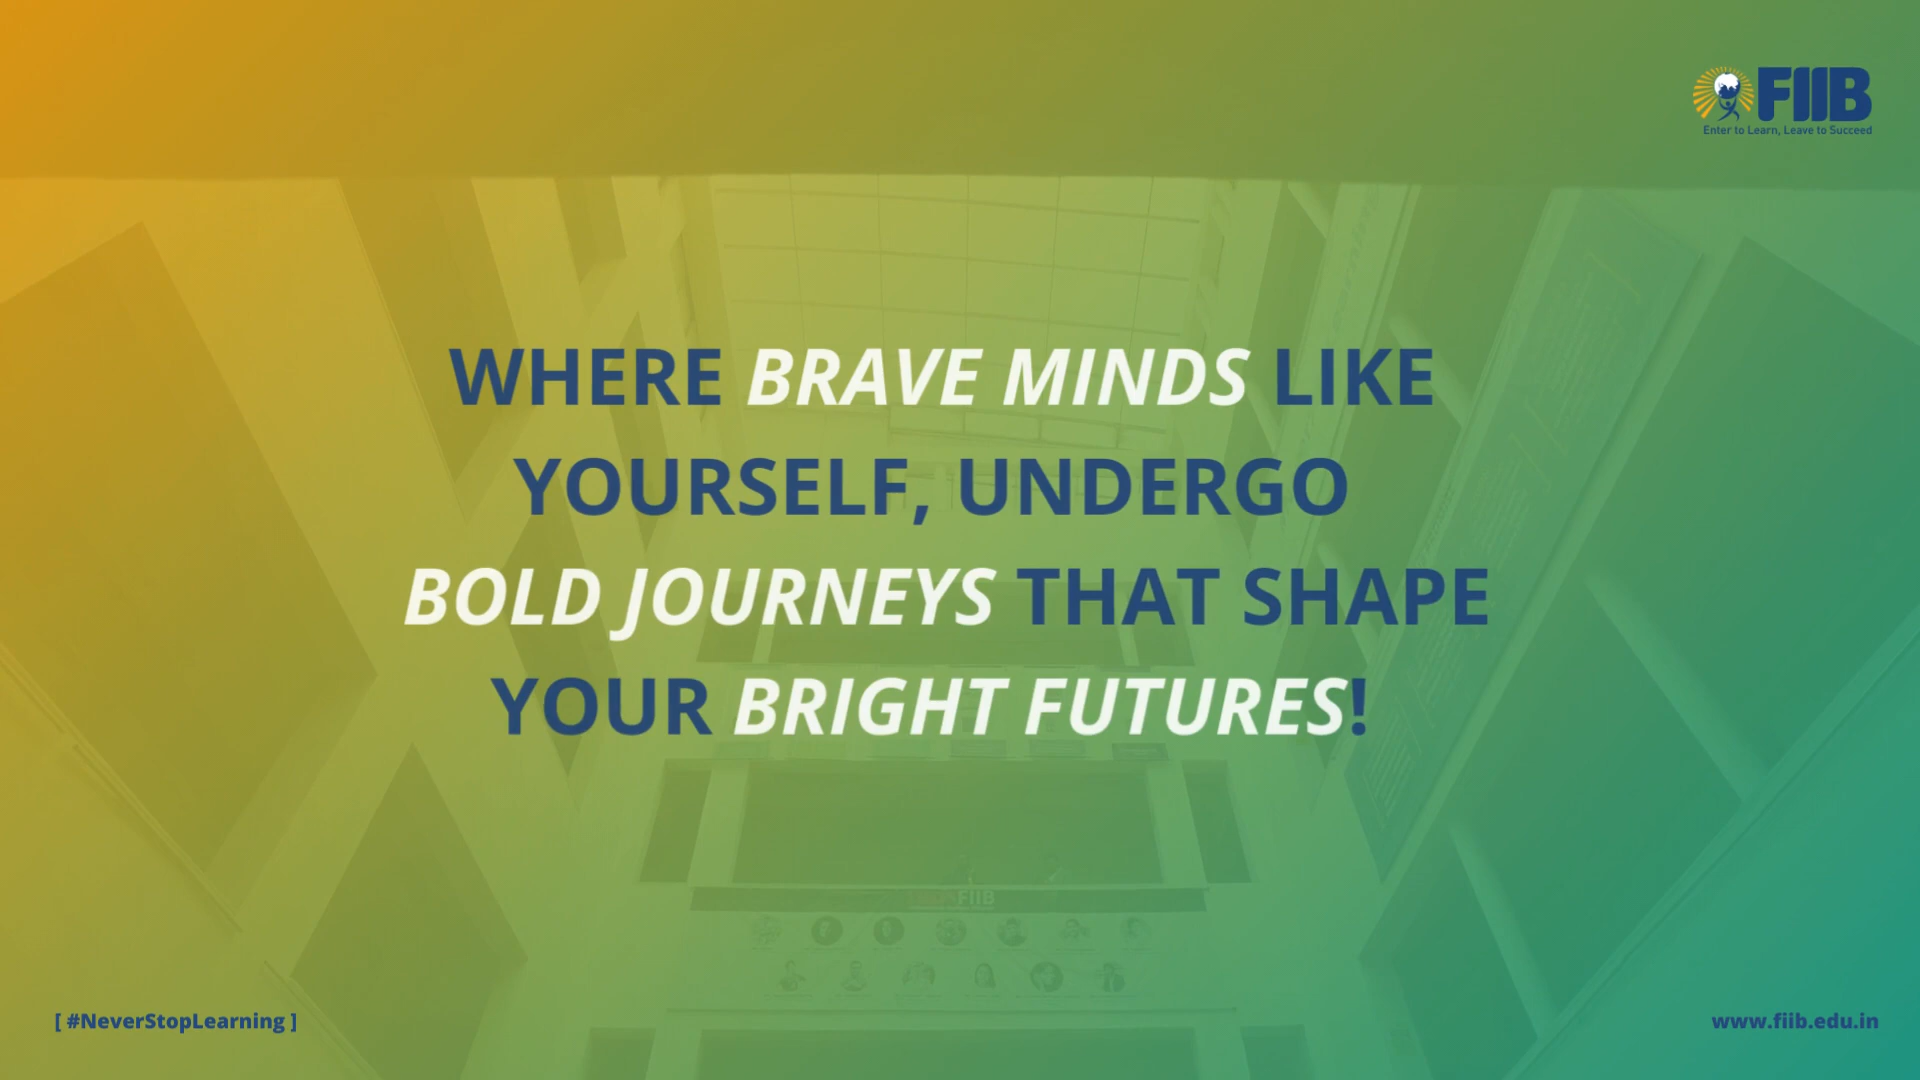 FIIB
Enter to Learn, Leave to Succeed
WHERE BRAVE MINDS LIKE
YOURSELF, UNDERGO
BOLD JOURNEYS THAT SHAPE
YOUR BRIGHT FUTURES!
FIIB
[ #NeverStopLearning ]
www.fiib.edu.in